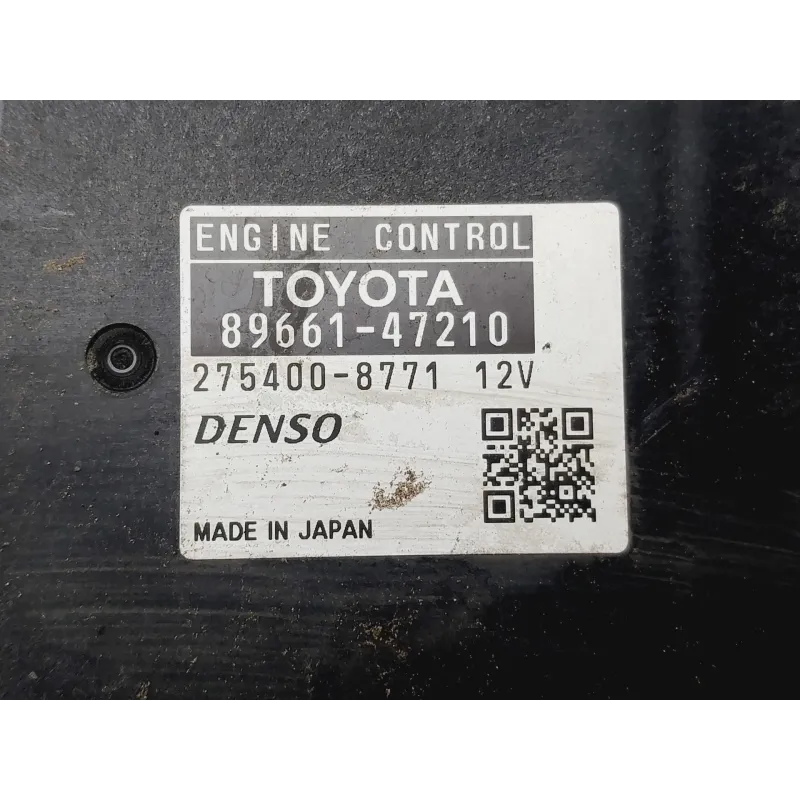 ENGINE CONTROL
TOYOTA
89661-47210
275400-8771 12V
DENSO
MADE IN JAPAN